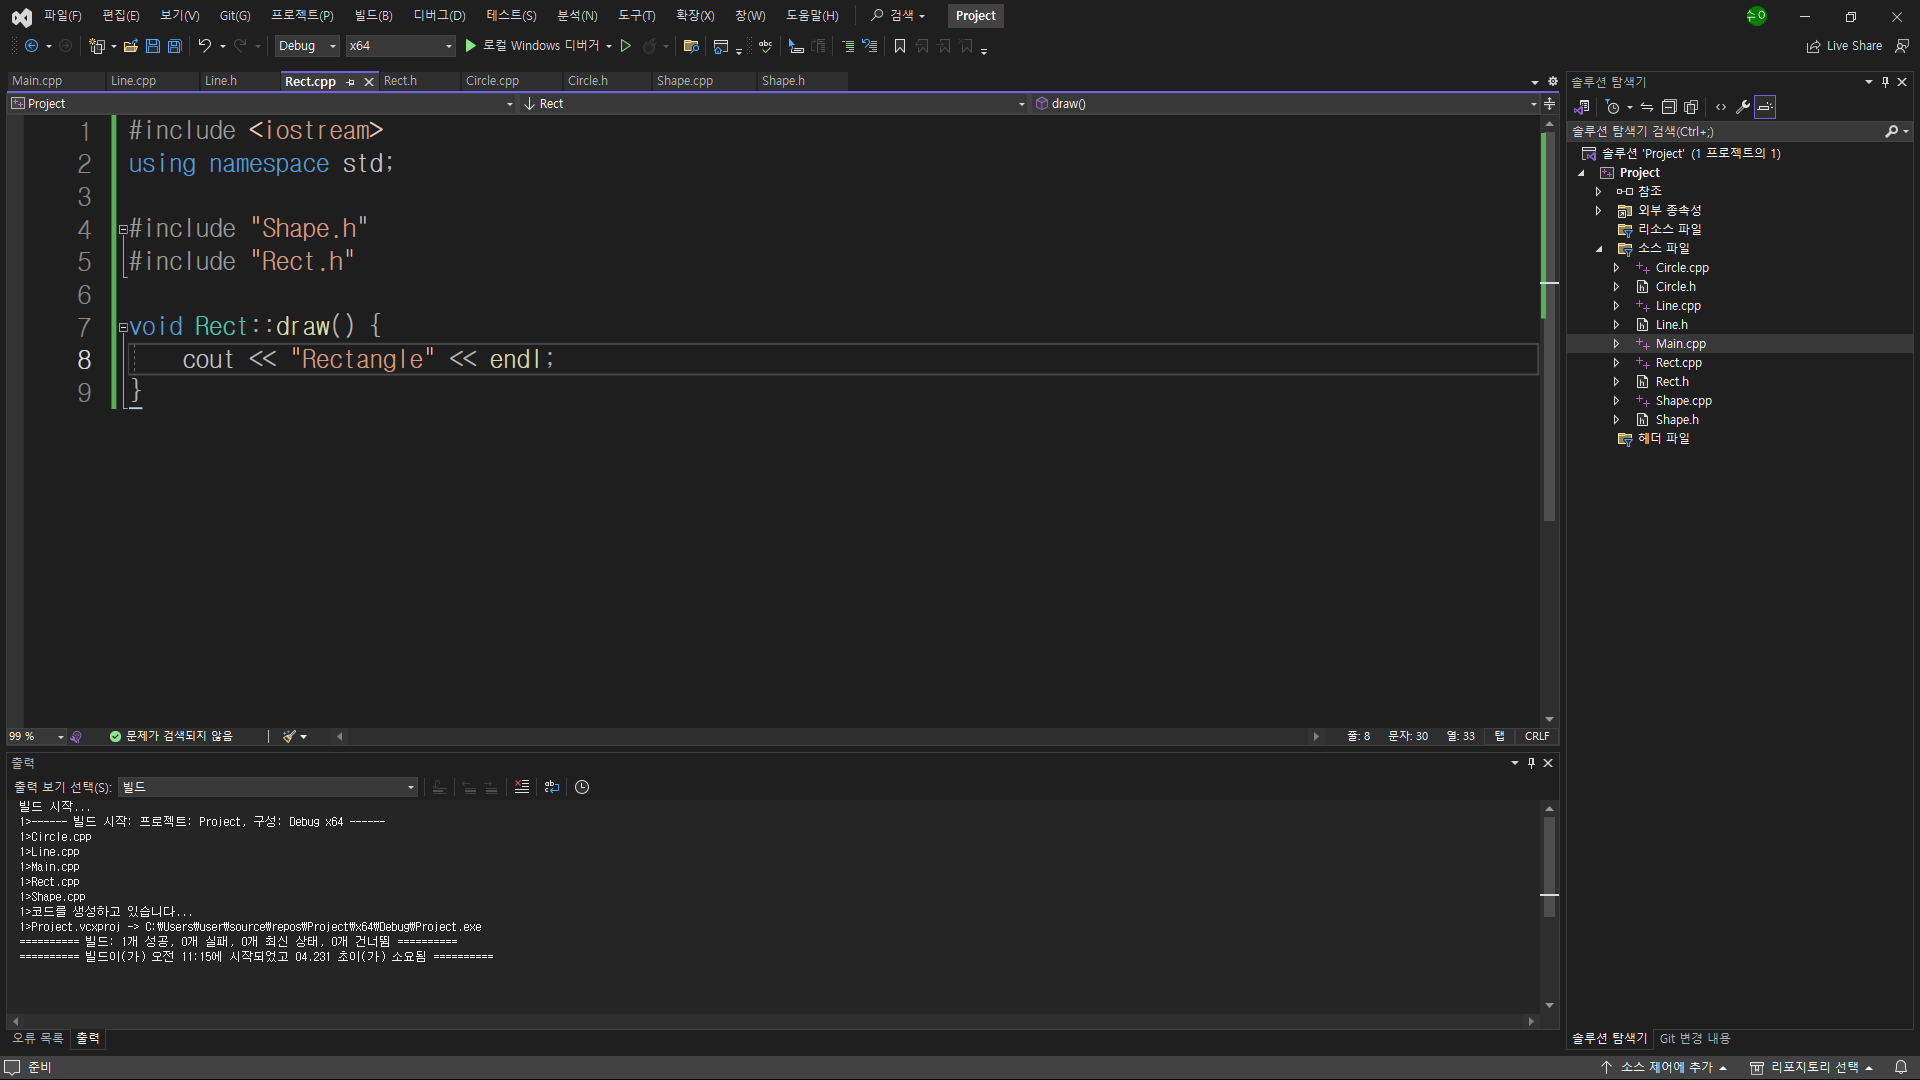 파일(F) 편집(E) 보기(V) Git(G) 프로젝트(P) 빌드(B) 디버그(D) 테스트(S) 분석(N) 도구(T) 확장(X) 창(W) 도움말(H) 검색 Project 수O
Debug x64 로컬 Windows 디버거 Live Share
Main.cpp Line.cpp Line.h Rect.cpp Rect.h Circle.cpp Circle.h Shape.cpp Shape.h
Project Rect draw()
1 #include <iostream>
2 using namespace std;
3
4 #include "Shape.h"
5 #include "Rect.h"
6
7 void Rect::draw() {
8 cout << "Rectangle" << endl;
9 }
99 % 문제가 검색되지 않음 줄: 8 문자: 30 열: 33 탭 CRLF
출력
출력 보기 선택(S): 빌드
빌드 시작...
1>------ 빌드 시작: 프로젝트: Project, 구성: Debug x64 ------
1>Circle.cpp
1>Line.cpp
1>Main.cpp
1>Rect.cpp
1>Shape.cpp
1>코드를 생성하고 있습니다...
1>Project.vcxproj -> C:₩Users₩user₩source₩repos₩Project₩x64₩Debug₩Project.exe
========== 빌드: 1개 성공, 0개 실패, 0개 최신 상태, 0개 건너뜀 ==========
========== 빌드이(가) 오전 11:15에 시작되었고 04.231 초이(가) 소요됨 ==========
오류 목록 출력
솔루션 탐색기
솔루션 탐색기 검색(Ctrl+;)
솔루션 'Project' (1 프로젝트의 1)
Project
참조
외부 종속성
리소스 파일
소스 파일
Circle.cpp
Circle.h
Line.cpp
Line.h
Main.cpp
Rect.cpp
Rect.h
Shape.cpp
Shape.h
헤더 파일
솔루션 탐색기 Git 변경 내용
준비 소스 제어에 추가 리포지토리 선택